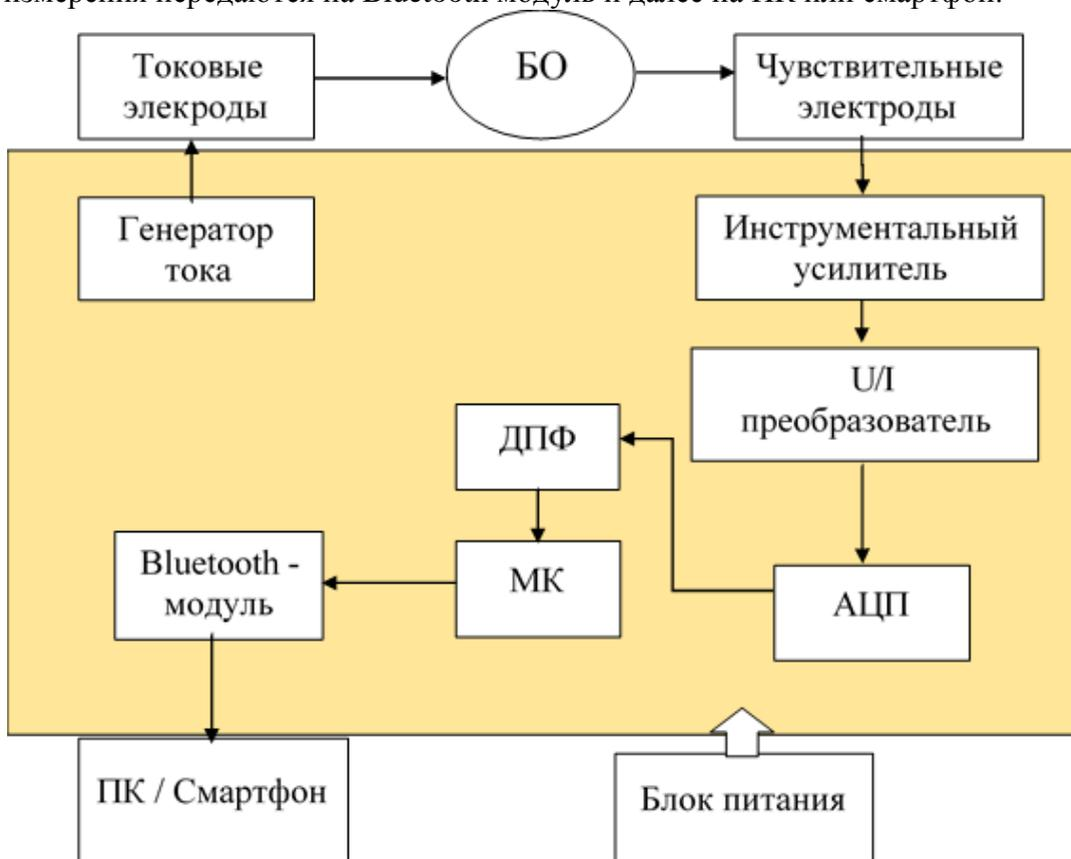 измерения передаются на Bluetooth модуль и далее на ПК или смартфон.
Токовые
элекроды
БО
Чувствительные
электроды
Генератор
тока
Инструментальный
усилитель
U/I
преобразователь
ДПФ
МК
Bluetooth -
модуль
АЦП
ПК / Смартфон
Блок питания